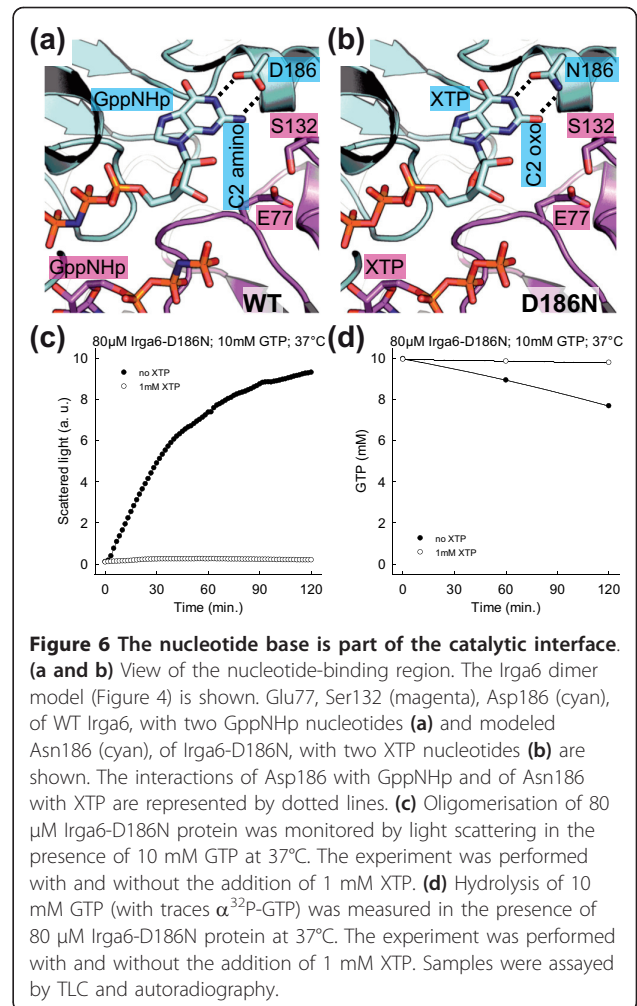 (a)
GppNHp
D186
S132
C2 amino
E77
GppNHp
WT
(b)
XTP
N186
S132
C2 oxo
E77
XTP
D186N
(c)
80µM Irga6-D186N; 10mM GTP; 37°C
10
8
6
4
2
0
Scattered light (a. u.)
no XTP
1mM XTP
0 30 60 90 120
Time (min.)
(d)
80µM Irga6-D186N; 10mM GTP; 37°C
10
8
6
4
2
0
GTP (mM)
no XTP
1mM XTP
0 30 60 90 120
Time (min.)
Figure 6 The nucleotide base is part of the catalytic interface.
(a and b) View of the nucleotide-binding region. The Irga6 dimer
model (Figure 4) is shown. Glu77, Ser132 (magenta), Asp186 (cyan),
of WT Irga6, with two GppNHp nucleotides (a) and modeled
Asn186 (cyan), of Irga6-D186N, with two XTP nucleotides (b) are
shown. The interactions of Asp186 with GppNHp and of Asn186
with XTP are represented by dotted lines. (c) Oligomerisation of 80
µM Irga6-D186N protein was monitored by light scattering in the
presence of 10 mM GTP at 37°C. The experiment was performed
with and without the addition of 1 mM XTP. (d) Hydrolysis of 10
mM GTP (with traces α³²P-GTP) was measured in the presence of
80 µM Irga6-D186N protein at 37°C. The experiment was performed
with and without the addition of 1 mM XTP. Samples were assayed
by TLC and autoradiography.